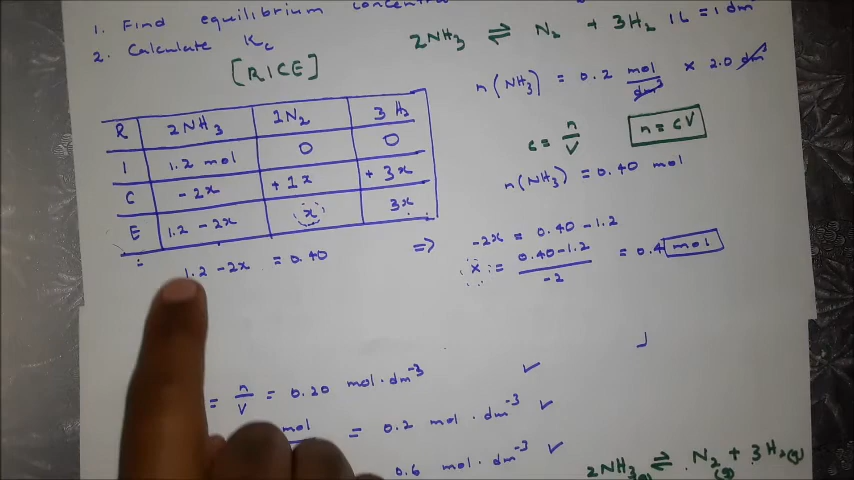 1. Find equilibrium
2. Calculate Kc
[RICE]
2NH₃ ⇌ N₂ + 3H₂ 1L = 1 dm³
n(NH₃) = 0.2 mol/dm³ × 2.0 dm³
c = n/V
n = cV
n(NH₃) = 0.40 mol
R 2NH₃ 1N₂ 3H₂
I 1.2 mol 0 0
C -2x +1x +3x
E 1.2 -2x x 3x
∴ 1.2 -2x = 0.40 =>
-2x = 0.40 -1.2
x = 0.40-1.2/-2 = 0.4 mol
= n/V = 0.20 mol·dm⁻³ ✓
mol = 0.2 mol·dm⁻³ ✓
0.6 mol·dm⁻³ ✓
2NH₃ ⇌ N₂ (g) + 3H₂(g)